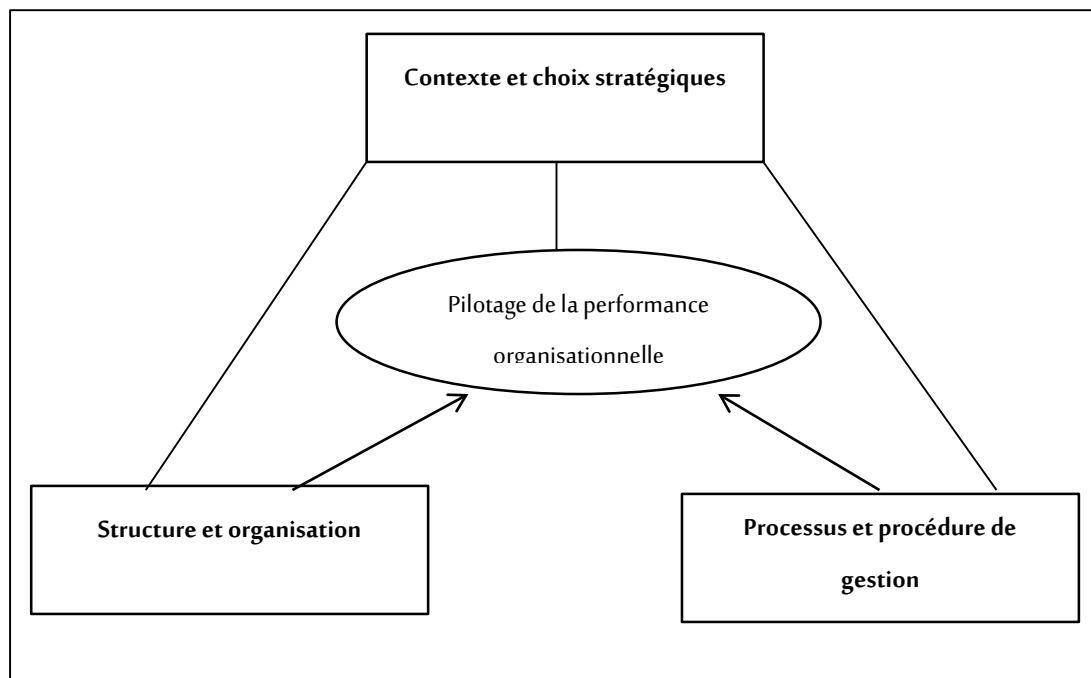 Contexte et choix stratégiques
Pilotage de la performance
organisationnelle
Structure et organisation
Processus et procédure de
gestion